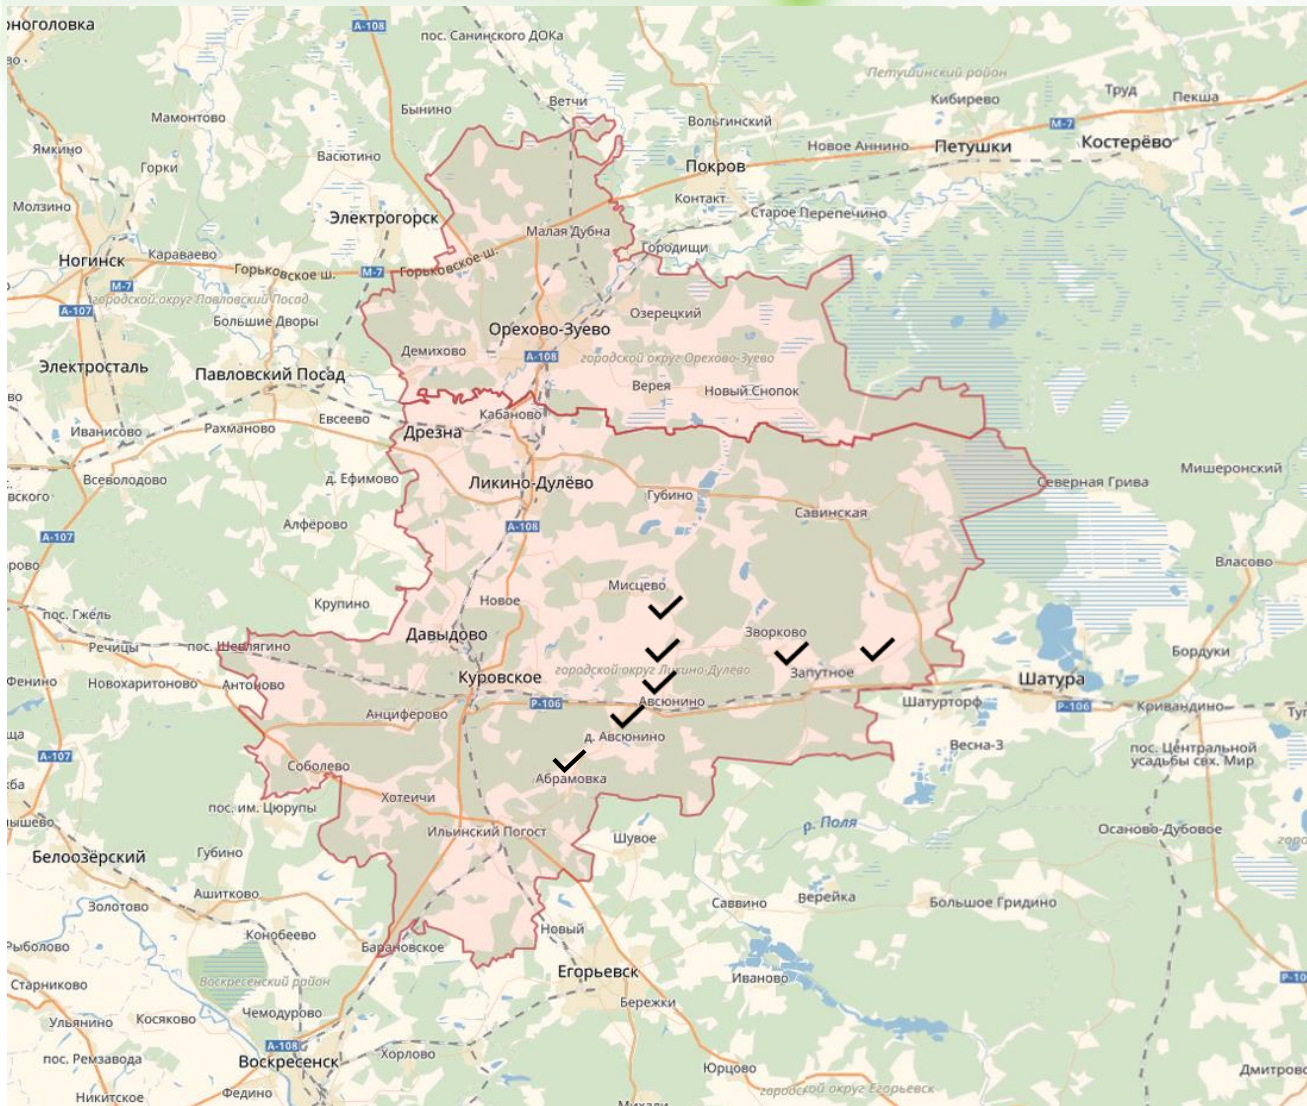 А-108
пос. Санинского ДОКа
Петушинский район
Ветчи
Бынино
Кибирево
Труд
Пекша
Мамонтово
Вольгинский
М-7
Ямкино
Горки
Васютино
Покров
Новое Аннино
Петушки
Костерёво
Молзино
Электрогорск
Контакт
Старое Перепечино
Малая Дубна
Городищи
Ногинск
Караваево
Горьковское ш.
М-7
Горьковское ш.
М-7
городской округ Павловский Посад
А-107
Большие Дворы
Озерецкий
Орехово-Зуево
Демихово
А-108
городской округ Орехово-Зуево
Электросталь
Павловский Посад
Верея
Новый Снопок
Кабаново
Евсеево
Иванисово
Рахманово
Дрезна
Всеволодово
д. Ефимово
Ликино-Дулёво
Губино
Северная Грива
Мишеронский
Алфёрово
А-108
Савинская
А-107
Власово
Мисцево
Крупино
Новое
пос. Гжель
Давыдово
Зворково
Речицы
пос. Шевлягино
Бордуки
Новохаритоново
Антоново
Куровское
городской округ Ликино-Дулево
Запутное
Шатура
Анциферово
Р-106
Авсюнино
Шатурторф
Р-106
Кривандино
д. Авсюнино
Весна-3
пос. Центральной
усадьбы свх. Мир
А-107
Соболево
Абрамовка
Хотеичи
пос. им. Цюрупы
Ильинский Погост
Шувое
р. Поля
Осаново-Дубовое
Белоозёрский
Губино
Ашитково
Золотово
Саввино
Верейка
Большое Гридино
Конобеево
Барановское
Новый
Егорьевск
Иваново
Воскресенский район
Старниково
Чемодурово
Бережки
Ульянино
Косяково
А-108
пос. Ремзавода
Воскресенск
Хорлово
Юрцово
городской округ Егорьевск
Никитское
Федино